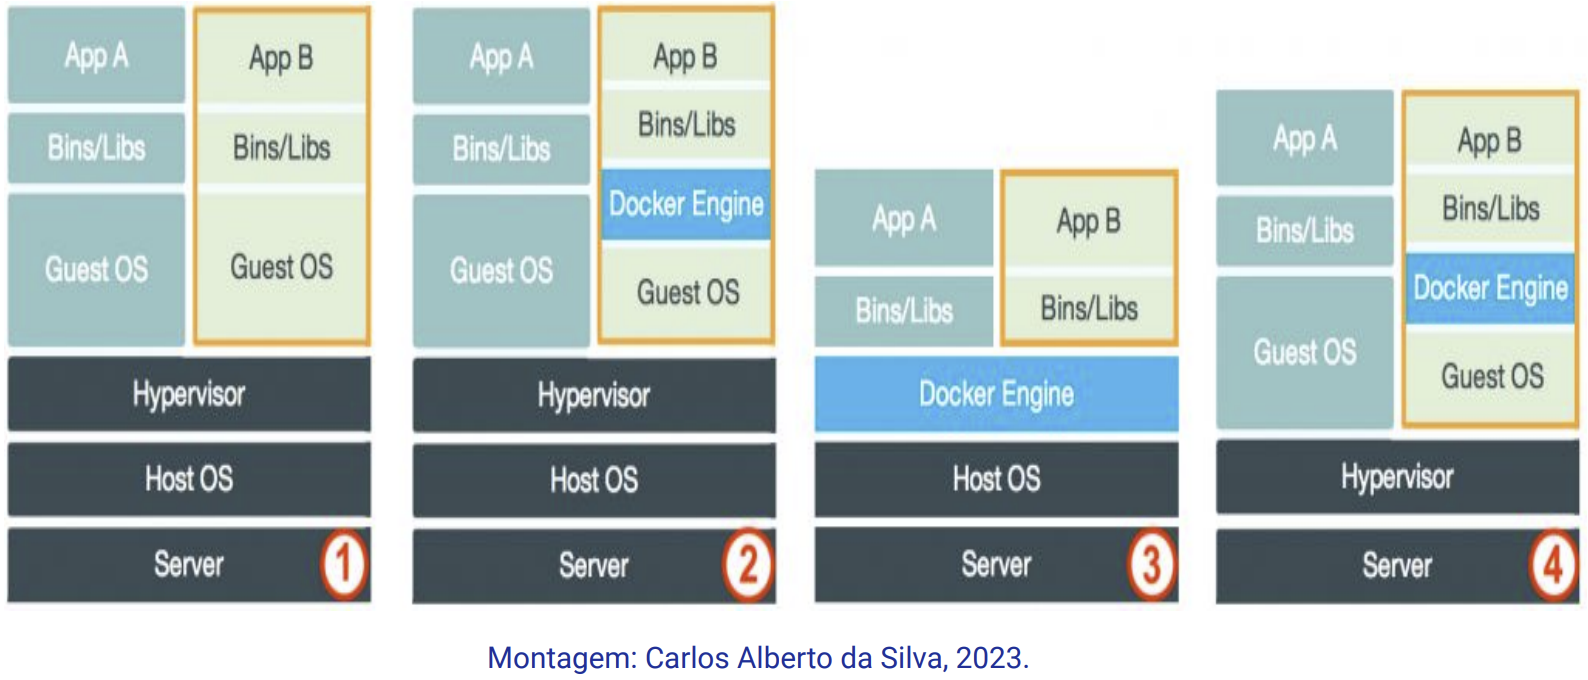 App A
Bins/Libs
Guest OS
App B
Bins/Libs
Guest OS
Hypervisor
Host OS
Server
1
App A
Bins/Libs
Guest OS
App B
Bins/Libs
Docker Engine
Guest OS
Hypervisor
Host OS
Server
2
App A
Bins/Libs
App B
Bins/Libs
Docker Engine
Host OS
Server
3
App A
Bins/Libs
Guest OS
App B
Bins/Libs
Docker Engine
Guest OS
Hypervisor
Server
4
Montagem: Carlos Alberto da Silva, 2023.